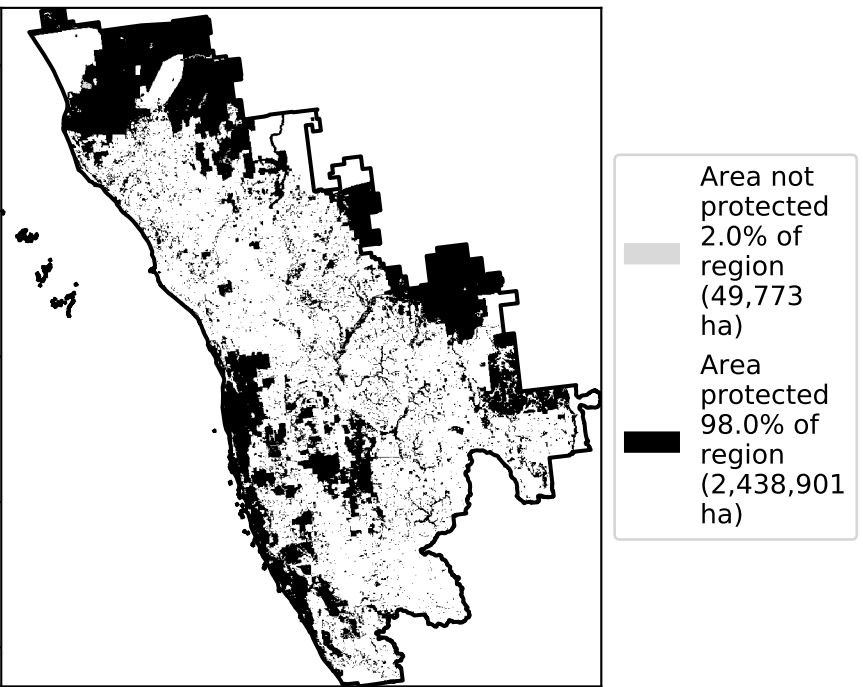 Area not
protected
2.0% of
region
(49,773
ha)
Area
protected
98.0% of
region
(2,438,901
ha)